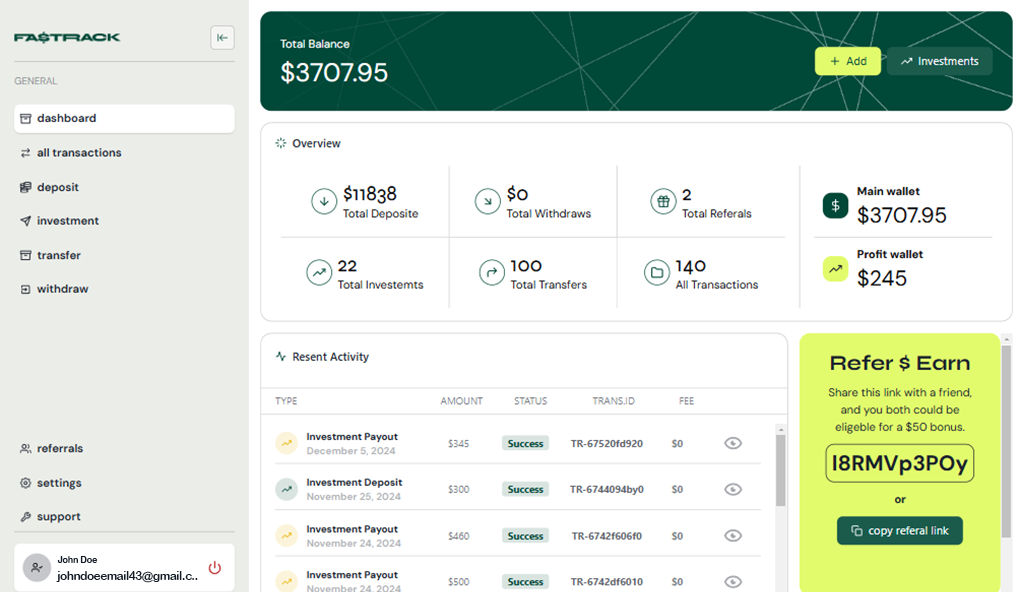 FA$TRACK
GENERAL
dashboard
all transactions
deposit
investment
transfer
withdraw
referrals
settings
support
John Doe
johndoeemail43@gmail.c..
Total Balance
$3707.95
+ Add
Investments
Overview
$11838
Total Deposite
$0
Total Withdraws
2
Total Referals
22
Total Investemts
100
Total Transfers
140
All Transactions
$
Main wallet
$3707.95
Profit wallet
$245
Resent Activity
TYPE AMOUNT STATUS TRANS.ID FEE
Investment Payout
December 5, 2024
$345 Success TR-67520fd920 $0
Investment Deposit
November 25, 2024
$300 Success TR-6744094by0 $0
Investment Payout
November 24, 2024
$460 Success TR-6742f606f0 $0
Investment Payout
November 24, 2024
$500 Success TR-6742df6010 $0
Refer $ Earn
Share this link with a friend,
and you both could be
eligeble for a $50 bonus.
I8RMVp3POy
or
copy referal link